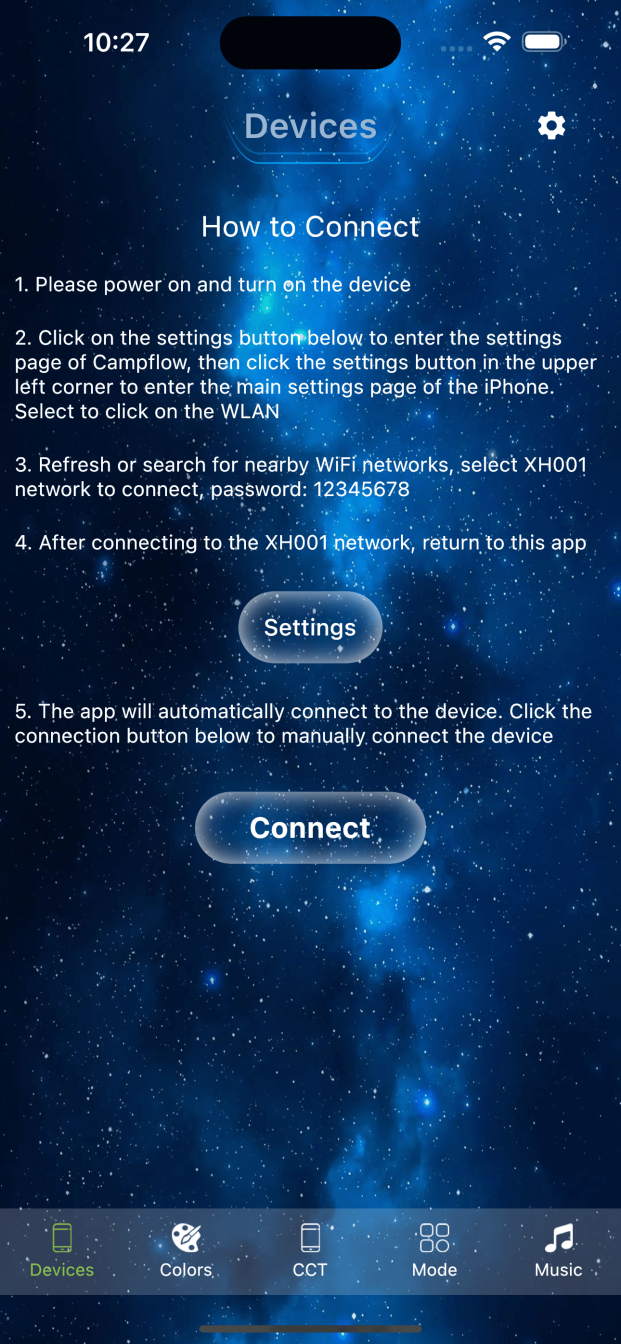 10:27
Devices
How to Connect
1. Please power on and turn on the device
2. Click on the settings button below to enter the settings
page of Campflow, then click the settings button in the upper
left corner to enter the main settings page of the iPhone.
Select to click on the WLAN
3. Refresh or search for nearby WiFi networks, select XH001
network to connect, password: 12345678
4. After connecting to the XH001 network, return to this app
Settings
5. The app will automatically connect to the device. Click the
connection button below to manually connect the device
Connect
Devices
Colors
CCT
Mode
Music